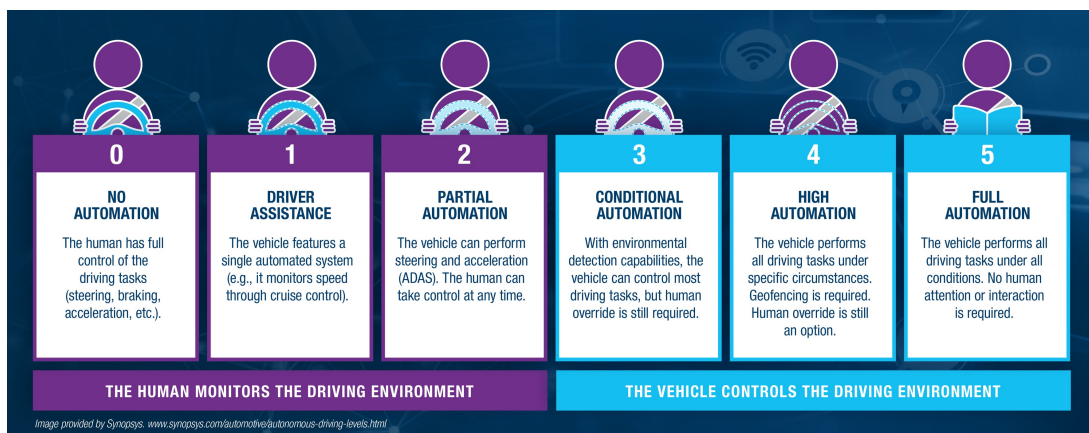 0
NO
AUTOMATION
The human has full
control of the
driving tasks
(steering, braking,
acceleration, etc.).
1
DRIVER
ASSISTANCE
The vehicle features a
single automated system
(e.g., it monitors speed
through cruise control).
2
PARTIAL
AUTOMATION
The vehicle can perform
steering and acceleration
(ADAS). The human can
take control at any time.
3
CONDITIONAL
AUTOMATION
With environmental
detection capabilities, the
vehicle can control most
driving tasks, but human
override is still required.
4
HIGH
AUTOMATION
The vehicle performs
all driving tasks under
specific circumstances.
Geofencing is required.
Human override is still
an option.
5
FULL
AUTOMATION
The vehicle performs all
driving tasks under all
conditions. No human
attention or interaction
is required.
THE HUMAN MONITORS THE DRIVING ENVIRONMENT
THE VEHICLE CONTROLS THE DRIVING ENVIRONMENT
Image provided by Synopsys. www.synopsys.com/automotive/autonomous-driving-levels.html